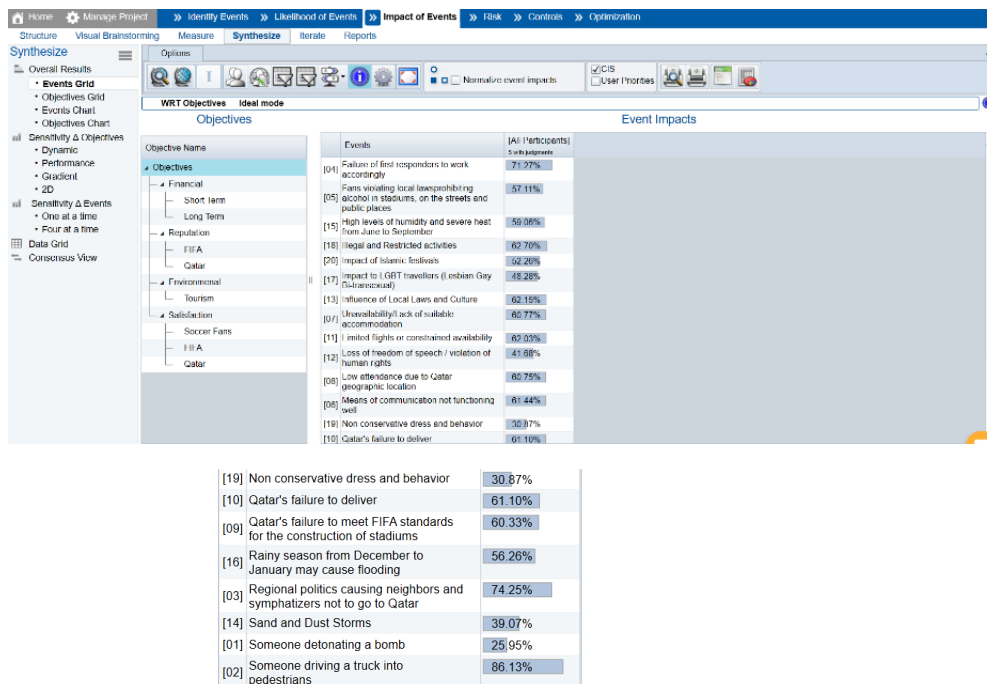 Home Manage Project Identify Events Likelihood of Events Impact of Events Risk Controls Optimization
Structure Visual Brainstorming Measure Synthesize Iterate Reports
Synthesize
Overall Results
Events Grid
Objectives Grid
Events Chart
Objectives Chart
Sensitivity Δ Objectives
Dynamic
Performance
Gradient
2D
Sensitivity Δ Events
One at a time
Four at a time
Data Grid
Consensus View
Options
Normalize event impacts
CIS
User Priorities
WRT Objectives Ideal mode
Objectives
Objective Name
Objectives
Financial
Short Term
Long Term
Reputation
FIFA
Qatar
Environmenal
Tourism
Satisfaction
Soccer Fans
FIFA
Qatar
Event Impacts
Events [All Participants]
5 with judgments
[04] Failure of first responders to work 71.27%
accordingly
Fans violating local lawsprohibiting 57.11%
[05] alcohol in stadiums, on the streets and
public places
[15] High levels of humidity and severe heat 59.06%
from June to September
[18] Illegal and Restricted activities 62.70%
[20] Impact of Islamic festivals 52.26%
[17] Impact to LGBT travellers (Lesbian Gay 45.28%
Bi-transexual)
[13] Influence of Local Laws and Culture 62.15%
[07] Unavailability/Lack of suitable 60.77%
accommodation
[11] Limited flights or constrained availability 62.03%
[12] Loss of freedom of speech / violation of 41.68%
human rights
[08] Low attendance due to Qatar 60.75%
geographic location
[06] Means of communication not functioning 61.44%
well
[19] Non conservative dress and behavior 30.87%
[10] Qatar's failure to deliver 61.10%
[19] Non conservative dress and behavior 30.87%
[10] Qatar's failure to deliver 61.10%
[09] Qatar's failure to meet FIFA standards 60.33%
for the construction of stadiums
[16] Rainy season from December to 56.26%
January may cause flooding
[03] Regional politics causing neighbors and 74.25%
symphatizers not to go to Qatar
[14] Sand and Dust Storms 39.07%
[01] Someone detonating a bomb 25.95%
[02] Someone driving a truck into 86.13%
pedestrians